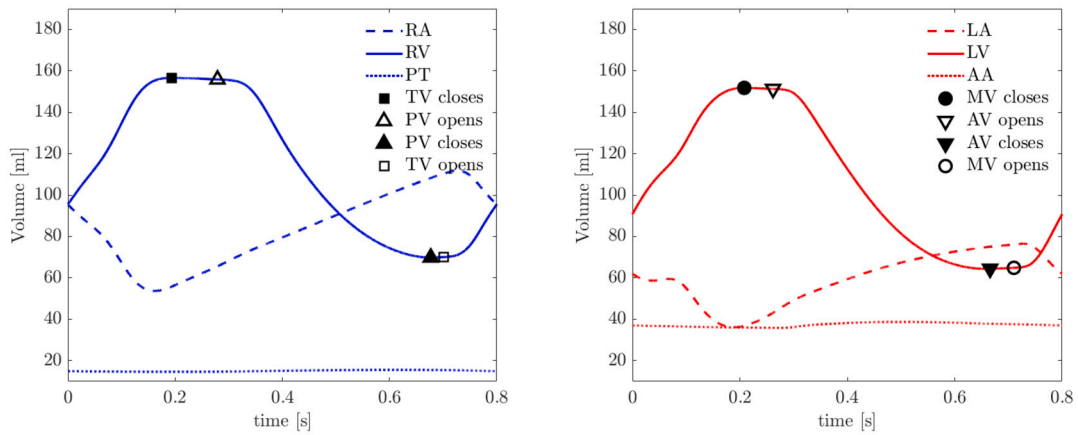 180
160
140
120
100
80
60
40
20
Volume [ml]
0
0.2
0.4
0.6
0.8
time [s]
RA
RV
PT
TV closes
PV opens
PV closes
TV opens
180
160
140
120
100
80
60
40
20
Volume [ml]
0
0.2
0.4
0.6
0.8
time [s]
LA
LV
AA
MV closes
AV opens
AV closes
MV opens